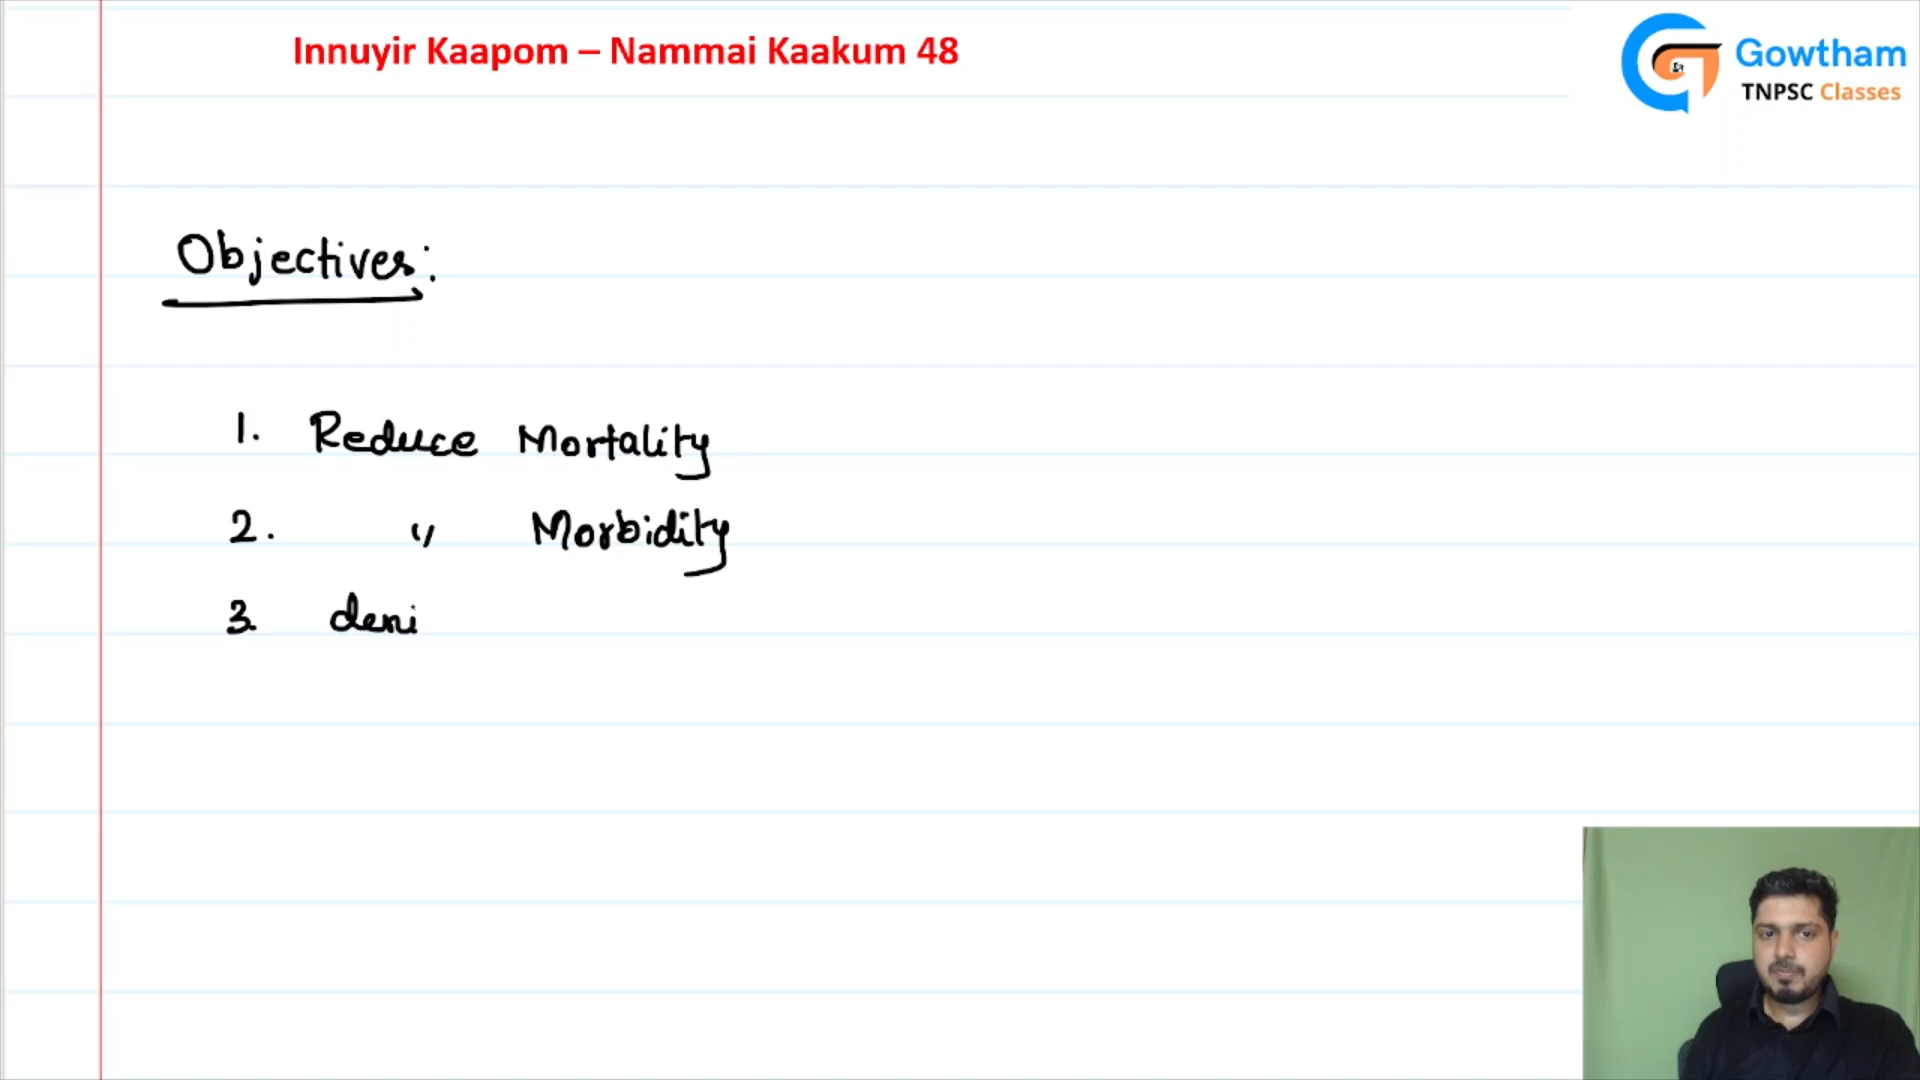 Innuyir Kaapom – Nammai Kaakum 48
Gowtham
TNPSC Classes
Objectives:
1. Reduce Mortality
2. " Morbidity
3. deni